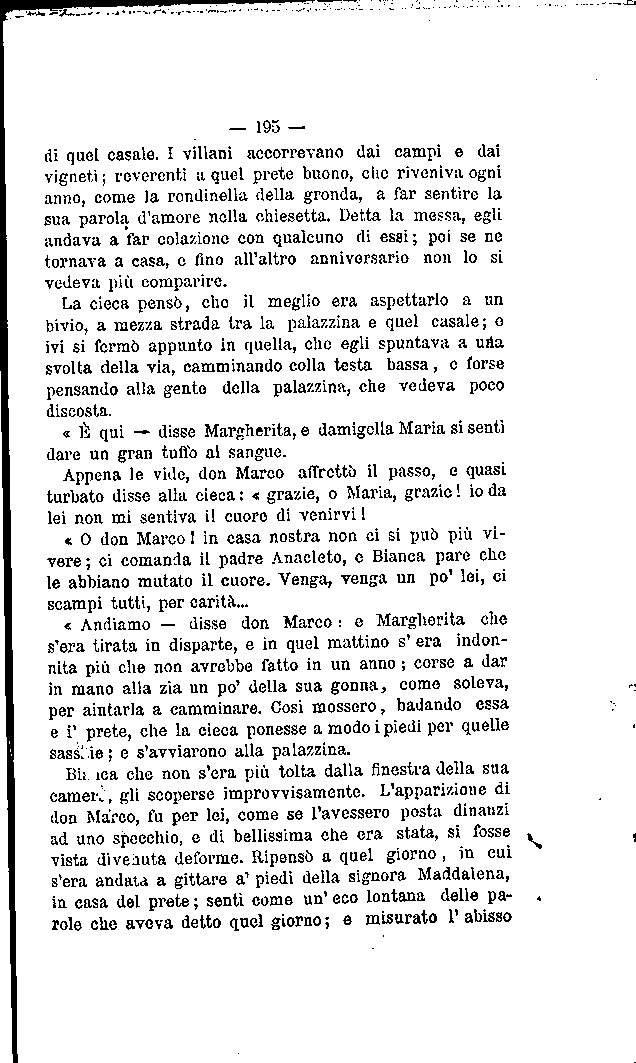 — 195 —
di quel casale. I villani accorrevano dai campi e dai
vigneti; reverenti a quel prete buono, che riveniva ogni
anno, come la rondinella della gronda, a far sentire la
sua parola d'amore nella chiesetta. Detta la messa, egli
andava a far colazione con qualcuno di essi; poi se ne
tornava a casa, e fino all'altro anniversario non lo si
vedeva più comparire.
La cieca pensò, che il meglio era aspettarlo a un
bivio, a mezza strada tra la palazzina e quel casale; e
ivi si fermò appunto in quella, che egli spuntava a una
svolta della via, camminando colla testa bassa, e forse
pensando alla gente della palazzina, che vedeva poco
discosta.
« È qui — disse Margherita, e damigella Maria si sentì
dare un gran tuffo al sangue.
Appena le vide, don Marco affrettò il passo, e quasi
turbato disse alla cieca: « grazie, o Maria, grazie! io da
lei non mi sentiva il cuore di venirvi!
« O don Marco! in casa nostra non ci si può più vi-
vere; ci comanda il padre Anacleto, e Bianca pare che
le abbiano mutato il cuore. Venga, venga un po' lei, ci
scampi tutti, per carità...
« Andiamo — disse don Marco: e Margherita che
s'era tirata in disparte, e in quel mattino s' era indon-
nita più che non avrebbe fatto in un anno; corse a dar
in mano alla zia un po' della sua gonna, come soleva,
per aiutarla a camminare. Così mossero, badando essa
e i' prete, che la cieca ponesse a modo i piedi per quelle
sassaie; e s'avviarono alla palazzina.
Bianca che non s'era più tolta dalla finestra della sua
camera, gli scoperse improvvisamente. L'apparizione di
don Marco, fu per lei, come se l'avessero posta dinanzi
ad uno specchio, e di bellissima che era stata, si fosse
vista divenuta deforme. Ripensò a quel giorno, in cui
s'era andata a gittare a' piedi della signora Maddalena,
in casa del prete; sentì come un' eco lontana delle pa-
role che aveva detto quel giorno; e misurato l' abisso